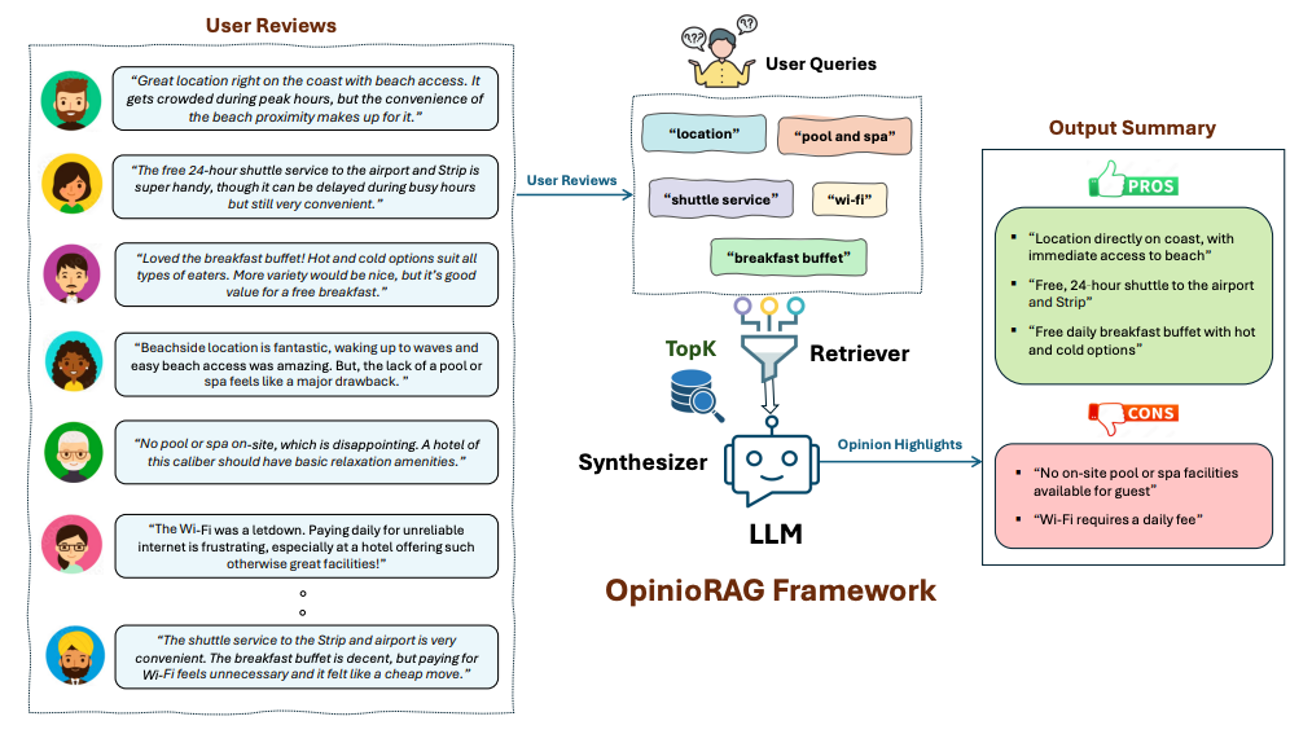 User Reviews
“Great location right on the coast with beach access. It
gets crowded during peak hours, but the convenience of
the beach proximity makes up for it.”
“The free 24-hour shuttle service to the airport and Strip is
super handy, though it can be delayed during busy hours
but still very convenient.”
“Loved the breakfast buffet! Hot and cold options suit all
types of eaters. More variety would be nice, but it’s good
value for a free breakfast.”
“Beachside location is fantastic, waking up to waves and
easy beach access was amazing. But, the lack of a pool or
spa feels like a major drawback. ”
“No pool or spa on-site, which is disappointing. A hotel of
this caliber should have basic relaxation amenities.”
“The Wi-Fi was a letdown. Paying daily for unreliable
internet is frustrating, especially at a hotel offering such
otherwise great facilities!”
“The shuttle service to the Strip and airport is very
convenient. The breakfast buffet is decent, but paying for
Wi-Fi feels unnecessary and it felt like a cheap move.”
User Reviews
???
??
User Queries
“location”
“pool and spa”
“shuttle service”
“wi-fi”
“breakfast buffet”
TopK
Retriever
Synthesizer
LLM
OpinioRAG Framework
Opinion Highlights
Output Summary
PROS
“Location directly on coast, with
immediate access to beach”
“Free, 24-hour shuttle to the airport
and Strip”
“Free daily breakfast buffet with hot
and cold options”
CONS
“No on-site pool or spa facilities
available for guest”
“Wi-Fi requires a daily fee”